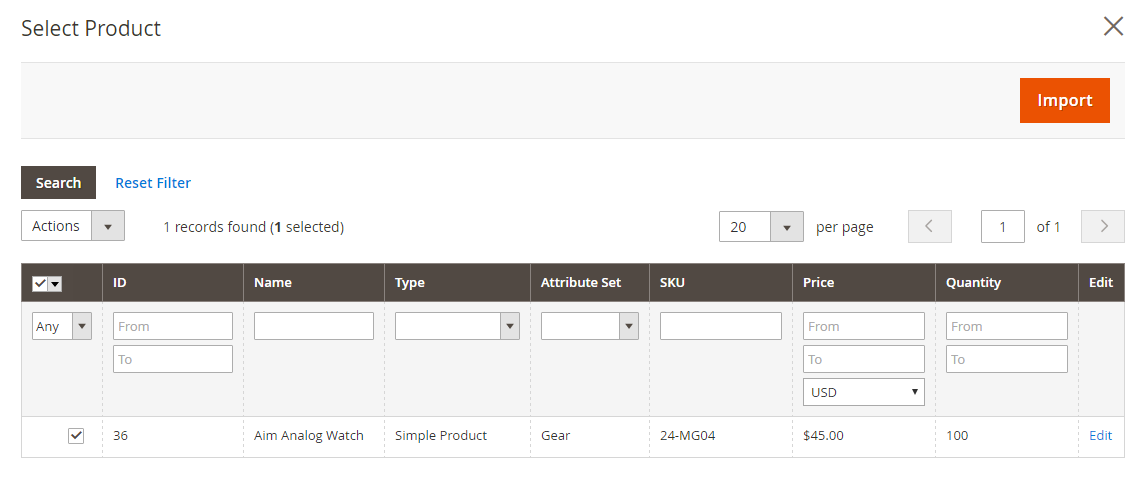 Select Product
Import
Search Reset Filter
Actions 1 records found (1 selected) 20 per page 1 of 1
ID Name Type Attribute Set SKU Price Quantity Edit
Any From From From
To To To
USD
36 Aim Analog Watch Simple Product Gear 24-MG04 $45.00 100 Edit